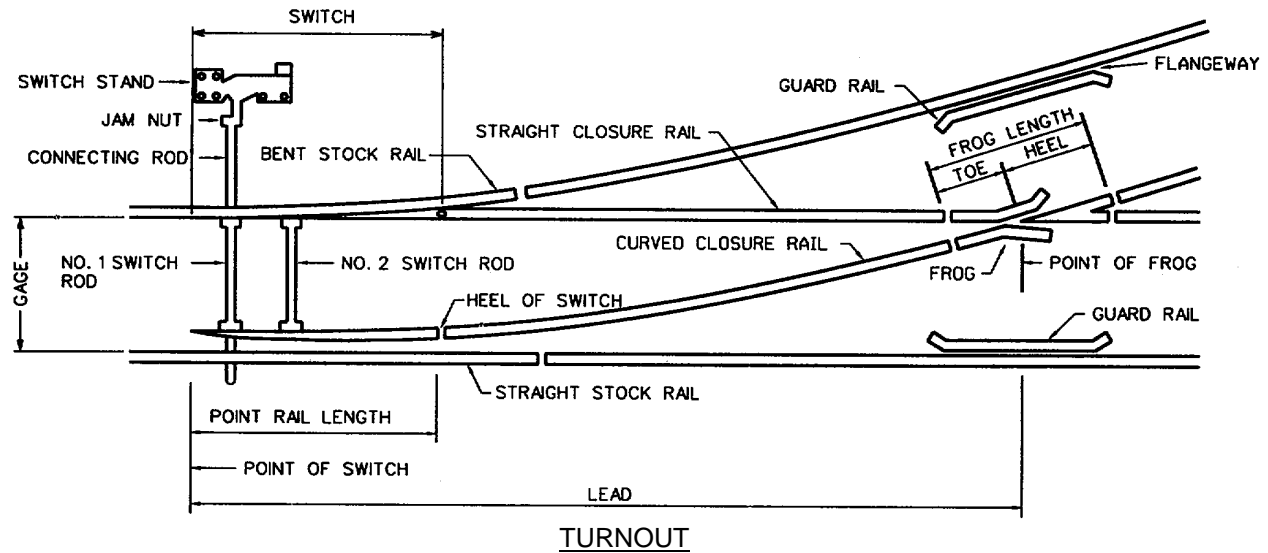 SWITCH
SWITCH STAND
FLANGEWAY
GUARD RAIL
JAM NUT
STRAIGHT CLOSURE RAIL
FROG LENGTH
CONNECTING ROD
BENT STOCK RAIL
TOE
HEEL
GAGE
CURVED CLOSURE RAIL
NO. 1 SWITCH
ROD
NO. 2 SWITCH ROD
FROG
POINT OF FROG
HEEL OF SWITCH
GUARD RAIL
STRAIGHT STOCK RAIL
POINT RAIL LENGTH
POINT OF SWITCH
LEAD
TURNOUT